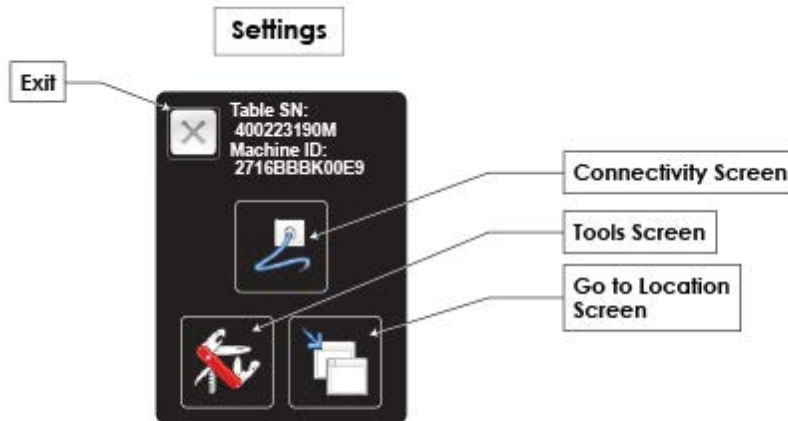 Settings
Exit
Table SN:
400223190M
Machine ID:
2716BBBK00E9
Connectivity Screen
Tools Screen
Go to Location
Screen